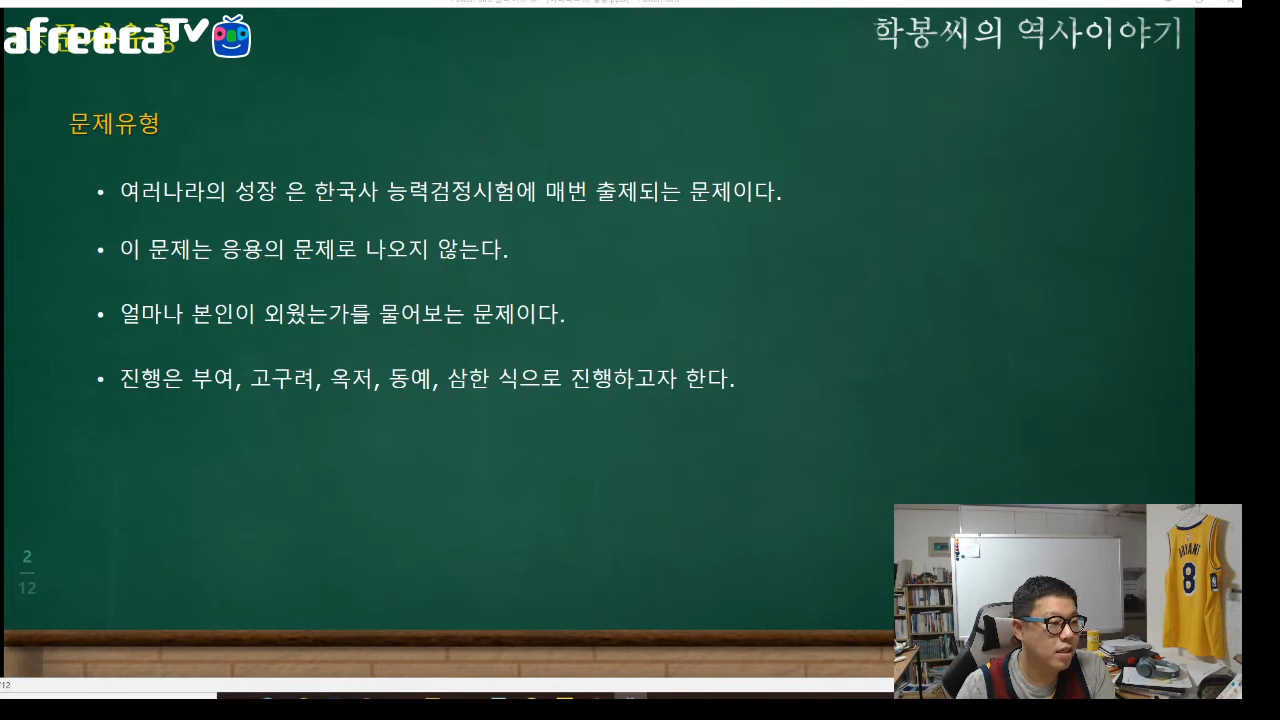 afreecaTV
학봉씨의 역사이야기
문제유형
• 여러나라의 성장 은 한국사 능력검정시험에 매번 출제되는 문제이다.
• 이 문제는 응용의 문제로 나오지 않는다.
• 얼마나 본인이 외웠는가를 물어보는 문제이다.
• 진행은 부여, 고구려, 옥저, 동예, 삼한 식으로 진행하고자 한다.
2
12
BRYANT
8
/12